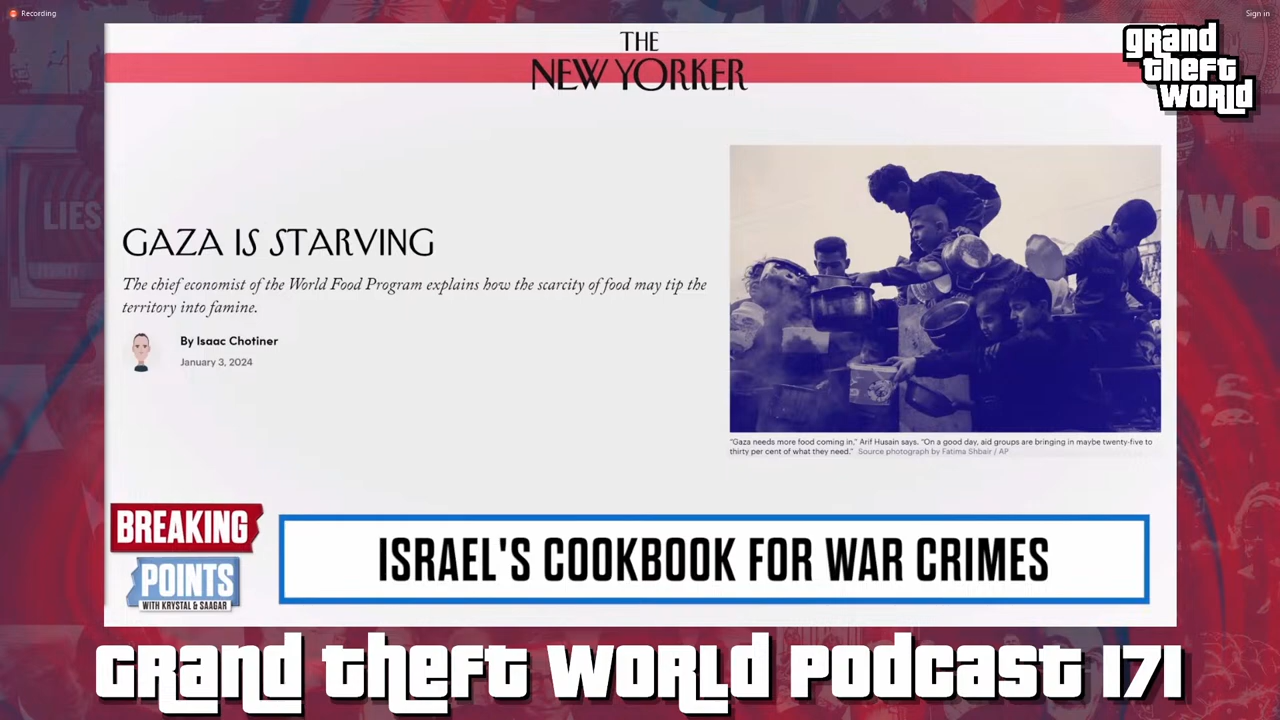 Recording
Sign in
THE
NEW YORKER
grand
theft
world
LIES
WO
GAZA IS STARVING
The chief economist of the World Food Program explains how the scarcity of food may tip the
territory into famine.
By Isaac Chotiner
January 3, 2024
"Gaza needs more food coming in," Arif Husain says. "On a good day, aid groups are bringing in maybe twenty-five to
thirty per cent of what they need." Source photograph by Fatima Shbair / AP
BREAKING
POINTS
WITH KRYSTAL & SAAGAR
ISRAEL'S COOKBOOK FOR WAR CRIMES
grand theft world podcast 171